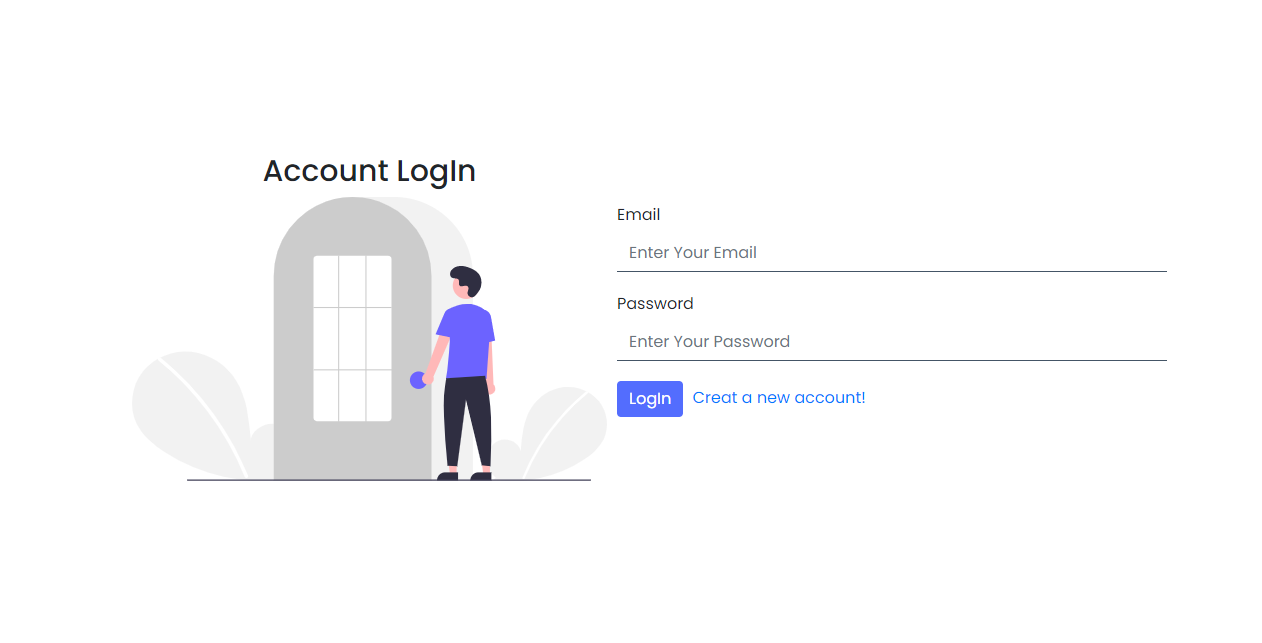 Account LogIn
Email
Enter Your Email
Password
Enter Your Password
LogIn
Creat a new account!